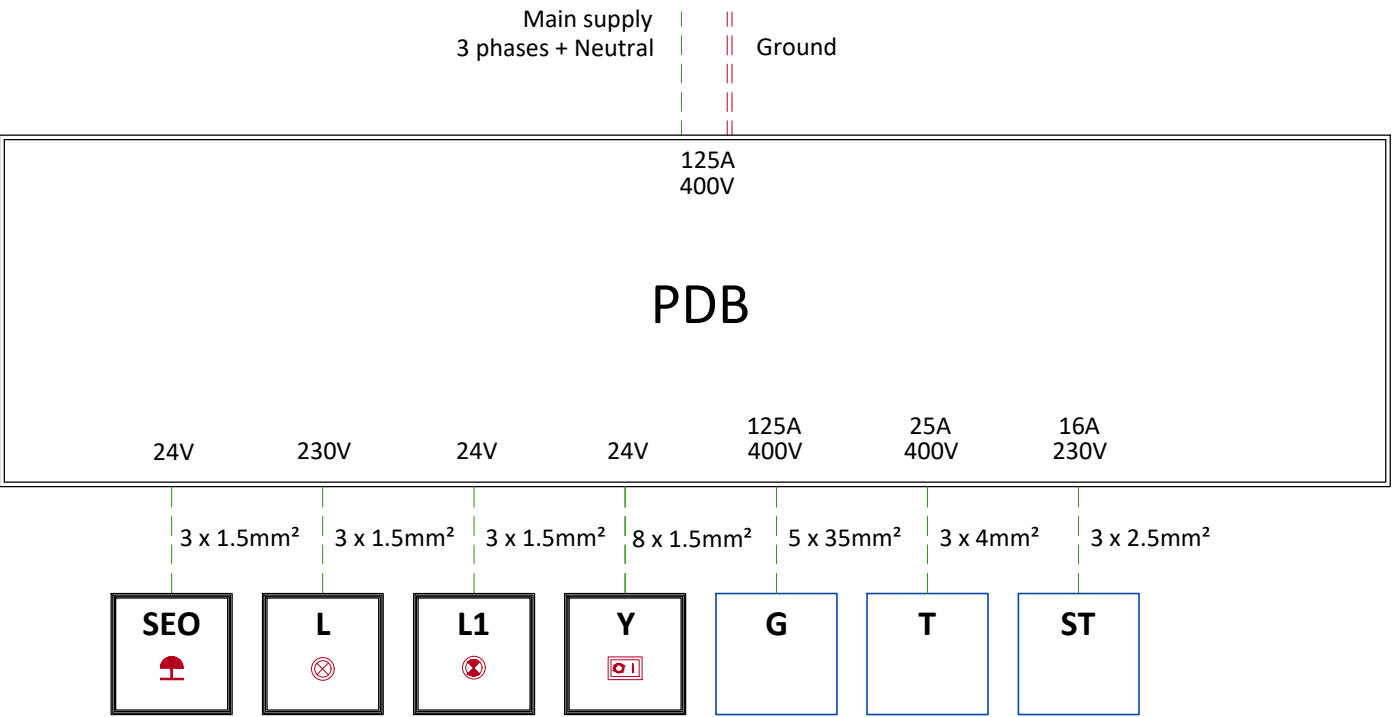 Main supply
3 phases + Neutral
Ground
125A
400V
PDB
24V
230V
24V
24V
125A
400V
25A
400V
16A
230V
3 x 1.5mm²
3 x 1.5mm²
3 x 1.5mm²
8 x 1.5mm²
5 x 35mm²
3 x 4mm²
3 x 2.5mm²
SEO
L
L1
Y
G
T
ST